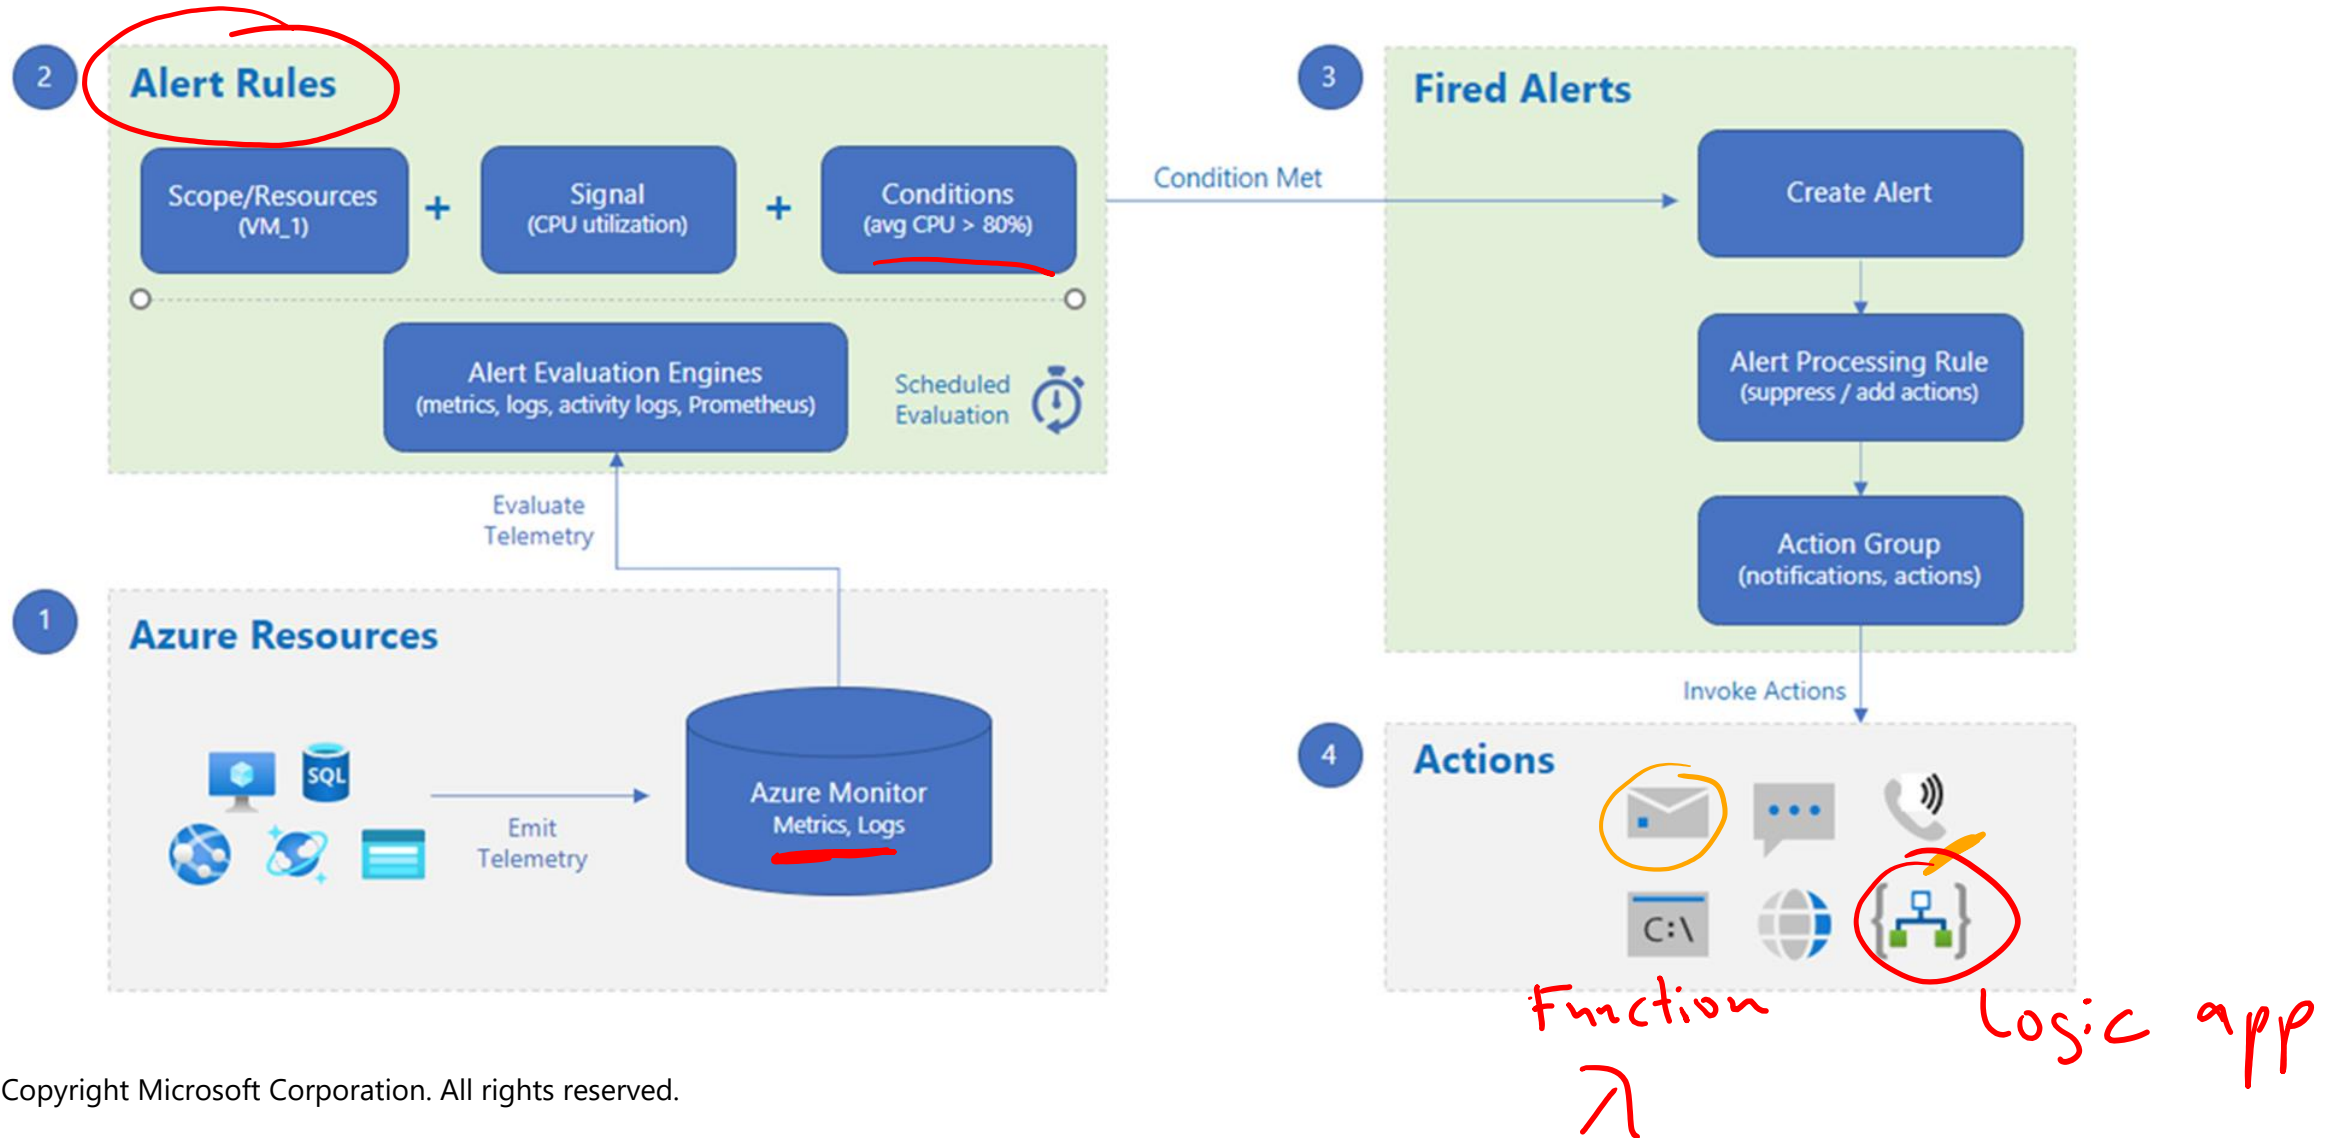 2
Alert Rules
Scope/Resources
(VM_1)
+
Signal
(CPU utilization)
+
Conditions
(avg CPU > 80%)
Alert Evaluation Engines
(metrics, logs, activity logs, Prometheus)
Scheduled
Evaluation
Evaluate
Telemetry
1
Azure Resources
SQL
Emit
Telemetry
Azure Monitor
Metrics, Logs
Condition Met
3
Fired Alerts
Create Alert
Alert Processing Rule
(suppress / add actions)
Action Group
(notifications, actions)
Invoke Actions
4
Actions
C:\
Function
Logic app
λ
Copyright Microsoft Corporation. All rights reserved.